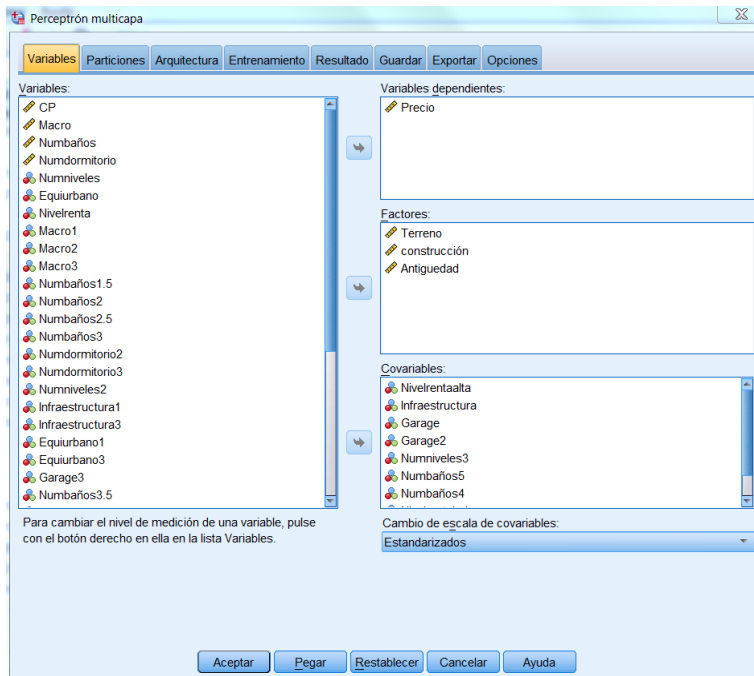 Perceptrón multicapa
Variables Particiones Arquitectura Entrenamiento Resultado Guardar Exportar Opciones
Variables:
CP
Macro
Numbaños
Numdormitorio
Numniveles
Equiurbano
Nivelrenta
Macro1
Macro2
Macro3
Numbaños1.5
Numbaños2
Numbaños2.5
Numbaños3
Numdormitorio2
Numdormitorio3
Numniveles2
Infraestructura1
Infraestructura3
Equiurbano1
Equiurbano3
Garage3
Numbaños3.5
Para cambiar el nivel de medición de una variable, pulse
con el botón derecho en ella en la lista Variables.
Variables dependientes:
Precio
Factores:
Terreno
construcción
Antiguedad
Covariables:
Nivelrentaalta
Infraestructura
Garage
Garage2
Numniveles3
Numbaños5
Numbaños4
Cambio de escala de covariables:
Estandarizados
Aceptar Pegar Restablecer Cancelar Ayuda